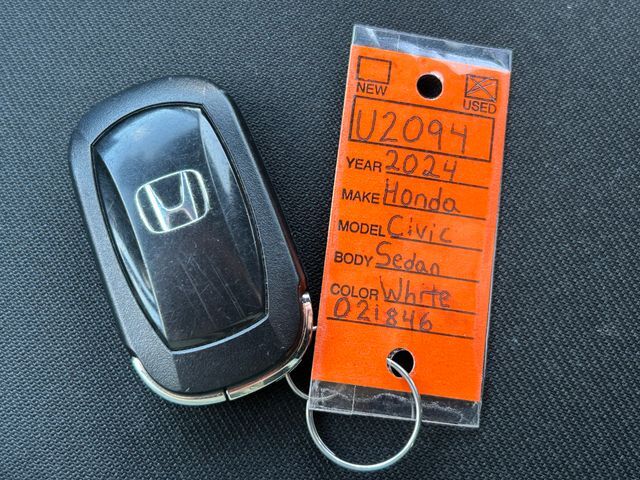 NEW USED
U2094
YEAR 2024
MAKE Honda
MODEL Civic
BODY Sedan
COLOR White
021846